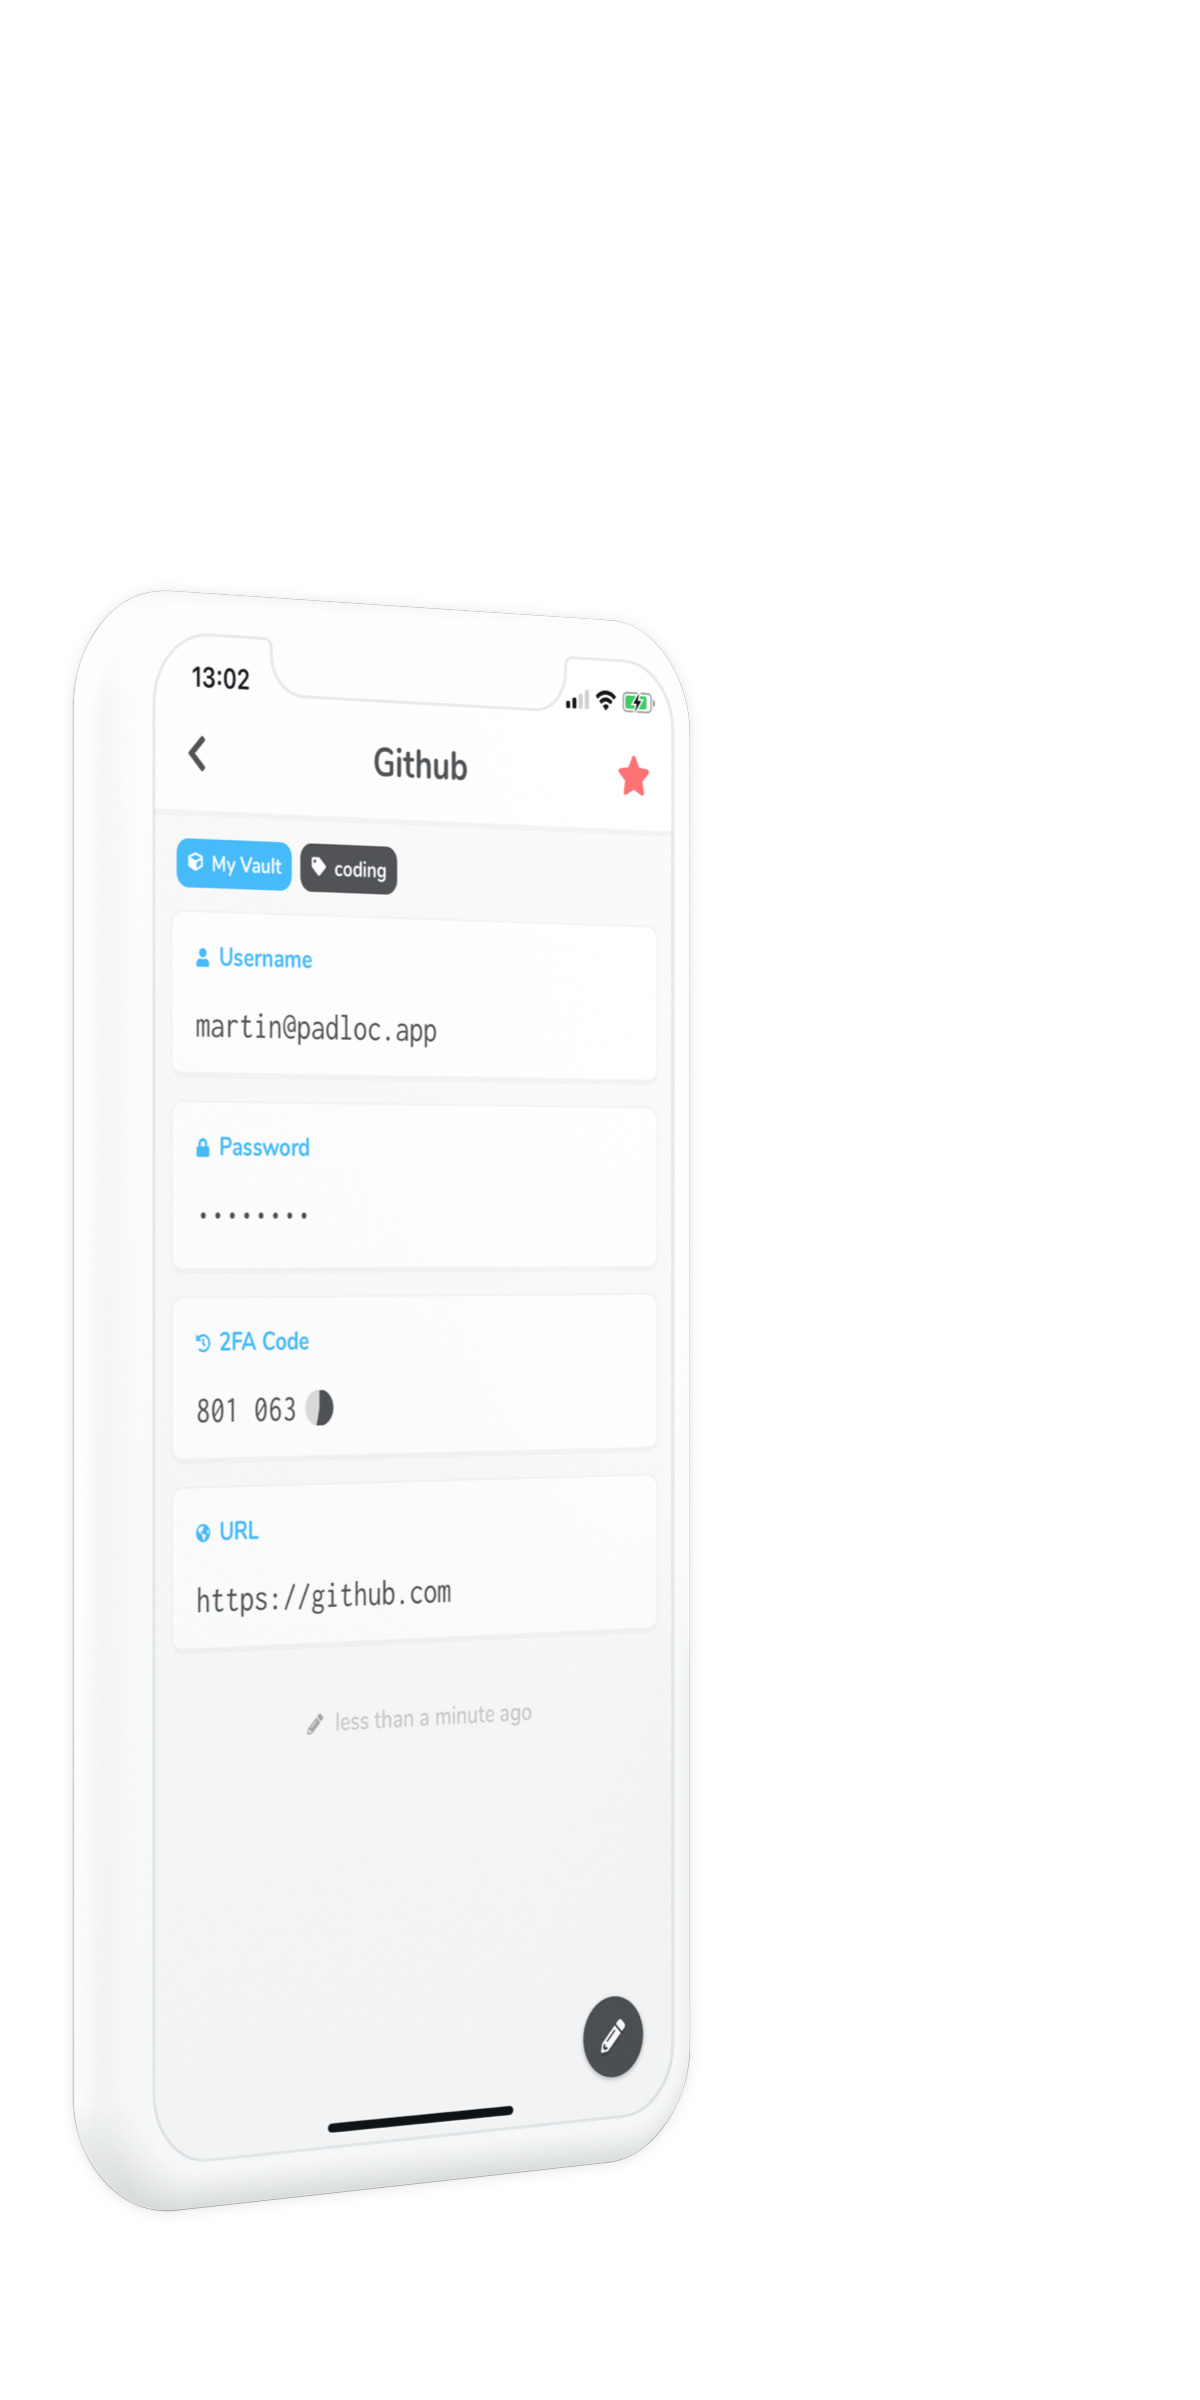 13:02
Github
My Vault coding
Username
martin@padloc.app
Password
........
2FA Code
801 063
URL
https://github.com
less than a minute ago